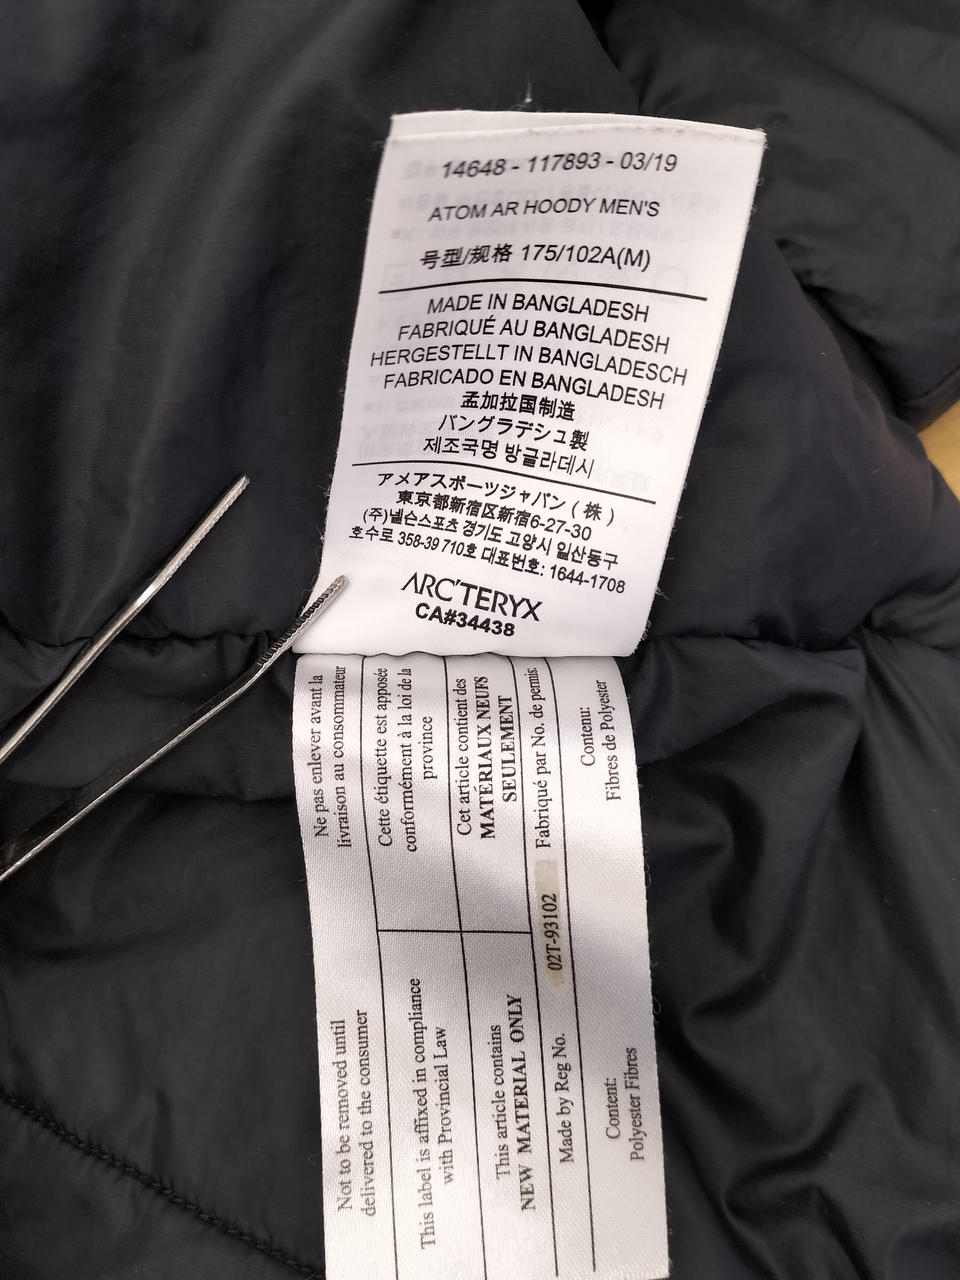 14648 - 117893 - 03/19
ATOM AR HOODY MEN'S
号型/规格 175/102A(M)
MADE IN BANGLADESH
FABRIQUÉ AU BANGLADESH
HERGESTELLT IN BANGLADESCH
FABRICADO EN BANGLADESH
孟加拉国制造
バングラデシュ製
제조국명 방글라데시
アメアスポーツジャパン (株)
東京都新宿区新宿6-27-30
(주)넬슨스포츠 경기도 고양시 일산동구
호수로 358-39 710호 대표번호: 1644-1708
ARC'TERYX
CA#34438
Ne pas enlever avant la
livraison au consommateur
Cette étiquette est apposée
conformément à la loi de la
province
Cet article contient des
MATÉRIAUX NEUFS
SEULEMENT
Fabriqué par No. de permis:
Contenu:
Fibres de Polyester
02T-93102
Not to be removed until
delivered to the consumer
This label is affixed in compliance
with Provincial Law
This article contains
NEW MATERIAL ONLY
Made by Reg No.
Content:
Polyester Fibres